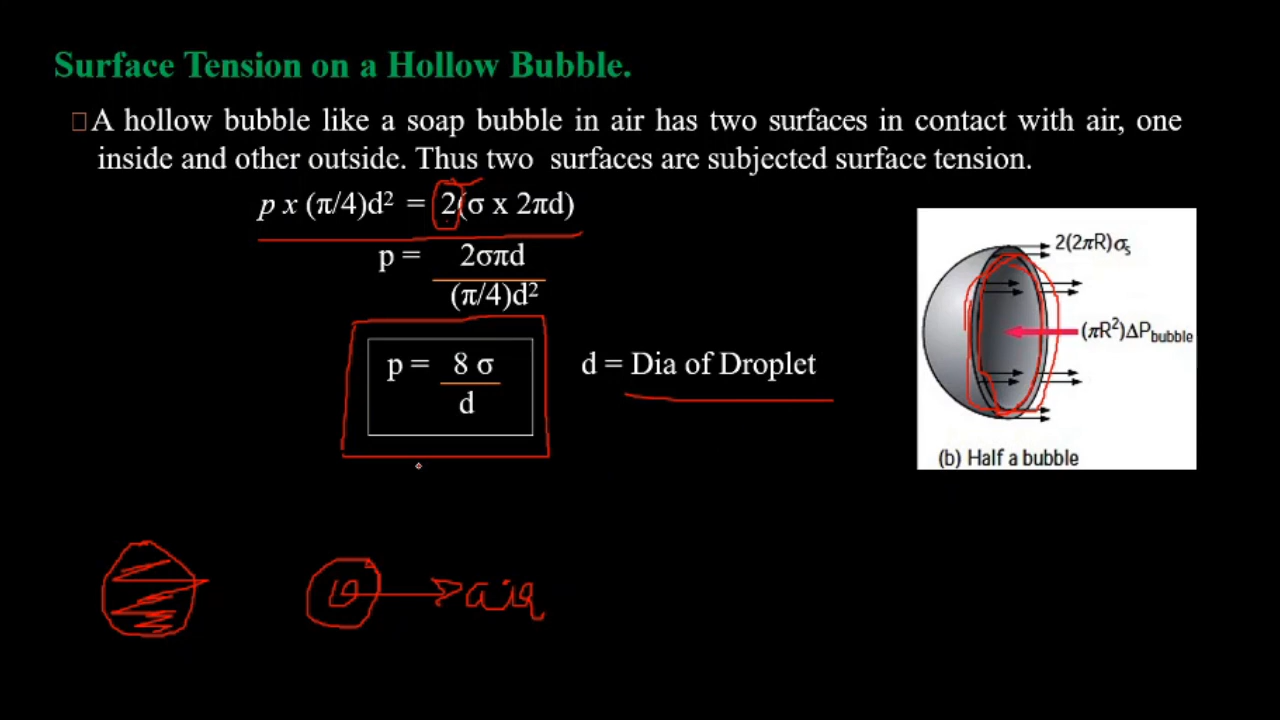 Surface Tension on a Hollow Bubble.
A hollow bubble like a soap bubble in air has two surfaces in contact with air, one
inside and other outside. Thus two surfaces are subjected surface tension.
p x (π/4)d² = 2(σ x 2πd)
p = 2σπd
(π/4)d²
p = 8 σ
d
d = Dia of Droplet
2(2πR)σs
(πR²)ΔPbubble
(b) Half a bubble
air